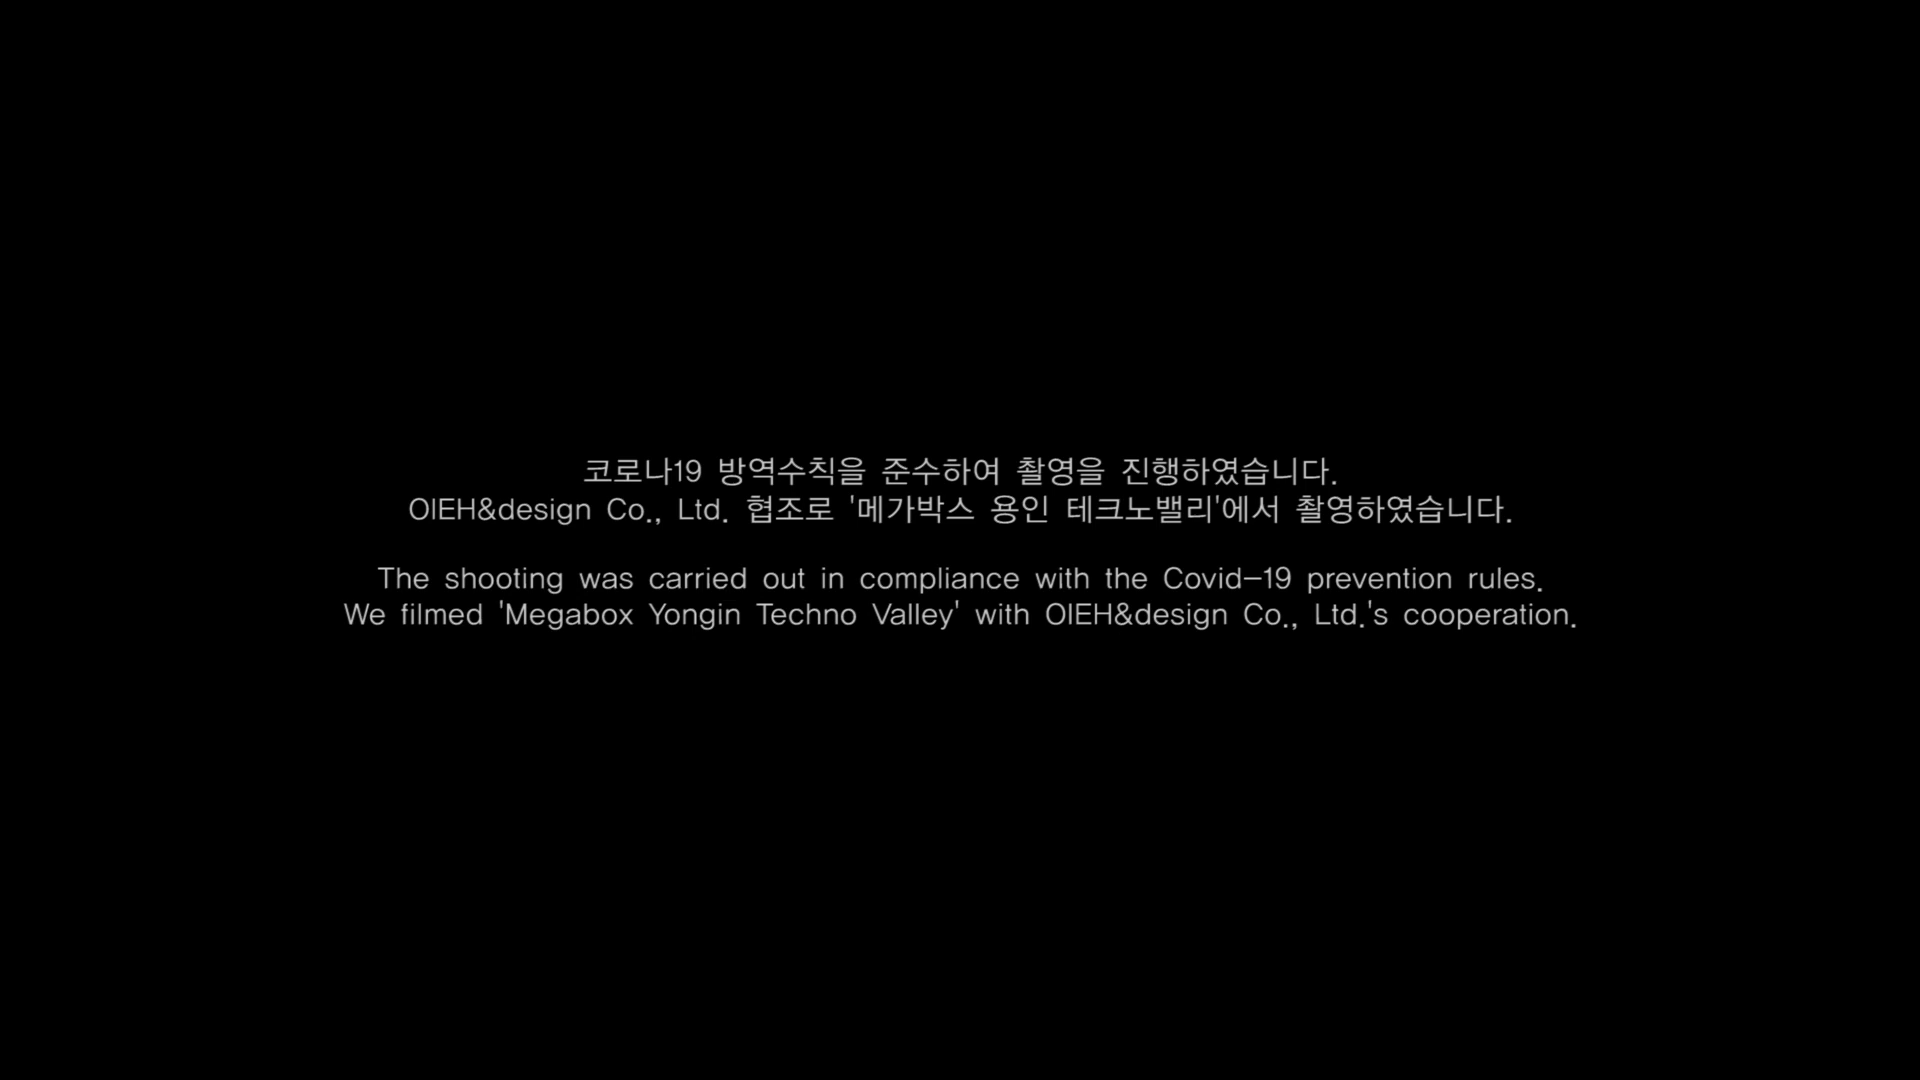 코로나19 방역수칙을 준수하여 촬영을 진행하였습니다.
OIEH&design Co., Ltd. 협조로 '메가박스 용인 테크노밸리'에서 촬영하였습니다.
The shooting was carried out in compliance with the Covid-19 prevention rules.
We filmed 'Megabox Yongin Techno Valley' with OIEH&design Co., Ltd.'s cooperation.